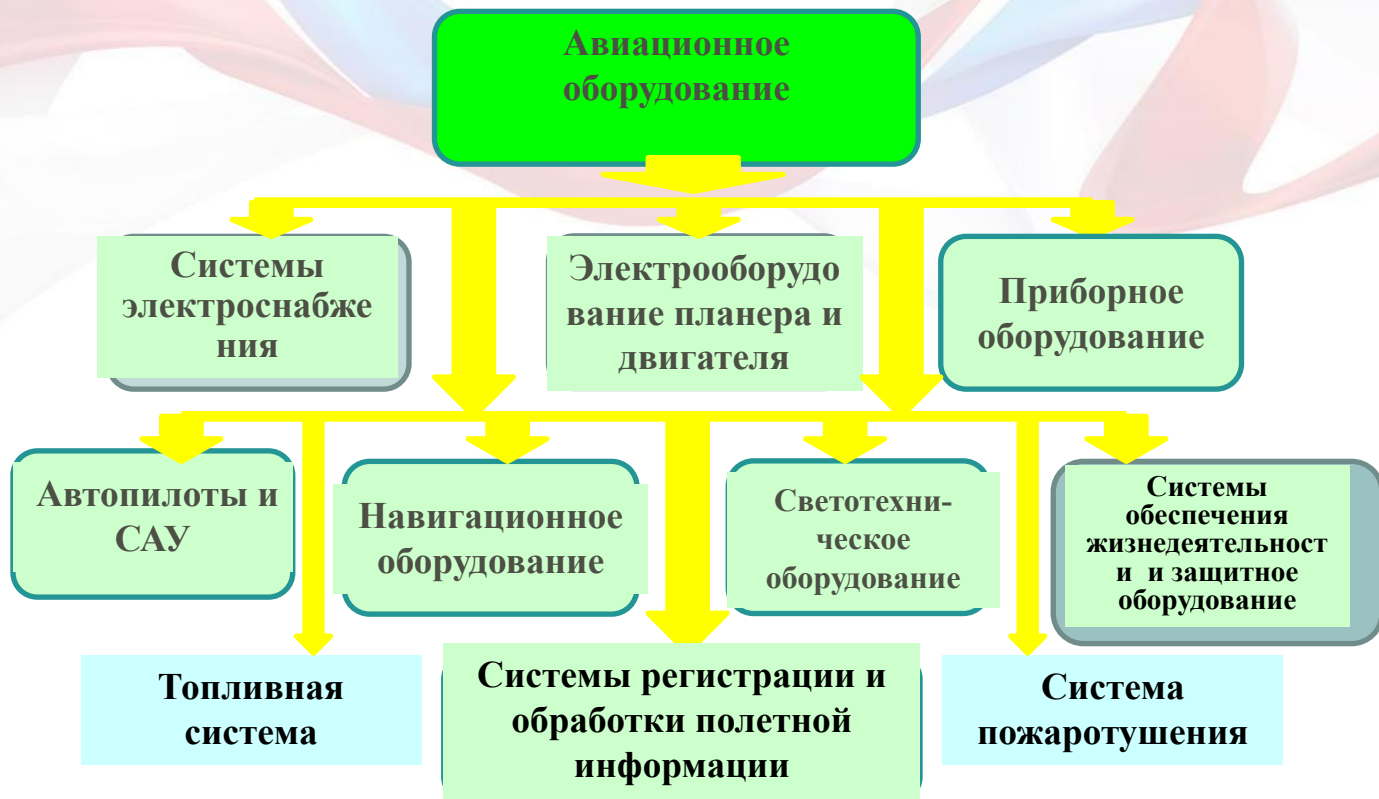 Авиационное
оборудование
Системы
электроснабже
ния
Электрооборудо
вание планера и
двигателя
Приборное
оборудование
Автопилоты и
САУ
Навигационное
оборудование
Светотехни-
ческое
оборудование
Системы
обеспечения
жизнедеятельност
и и защитное
оборудование
Топливная
система
Системы регистрации и
обработки полетной
информации
Система
пожаротушения